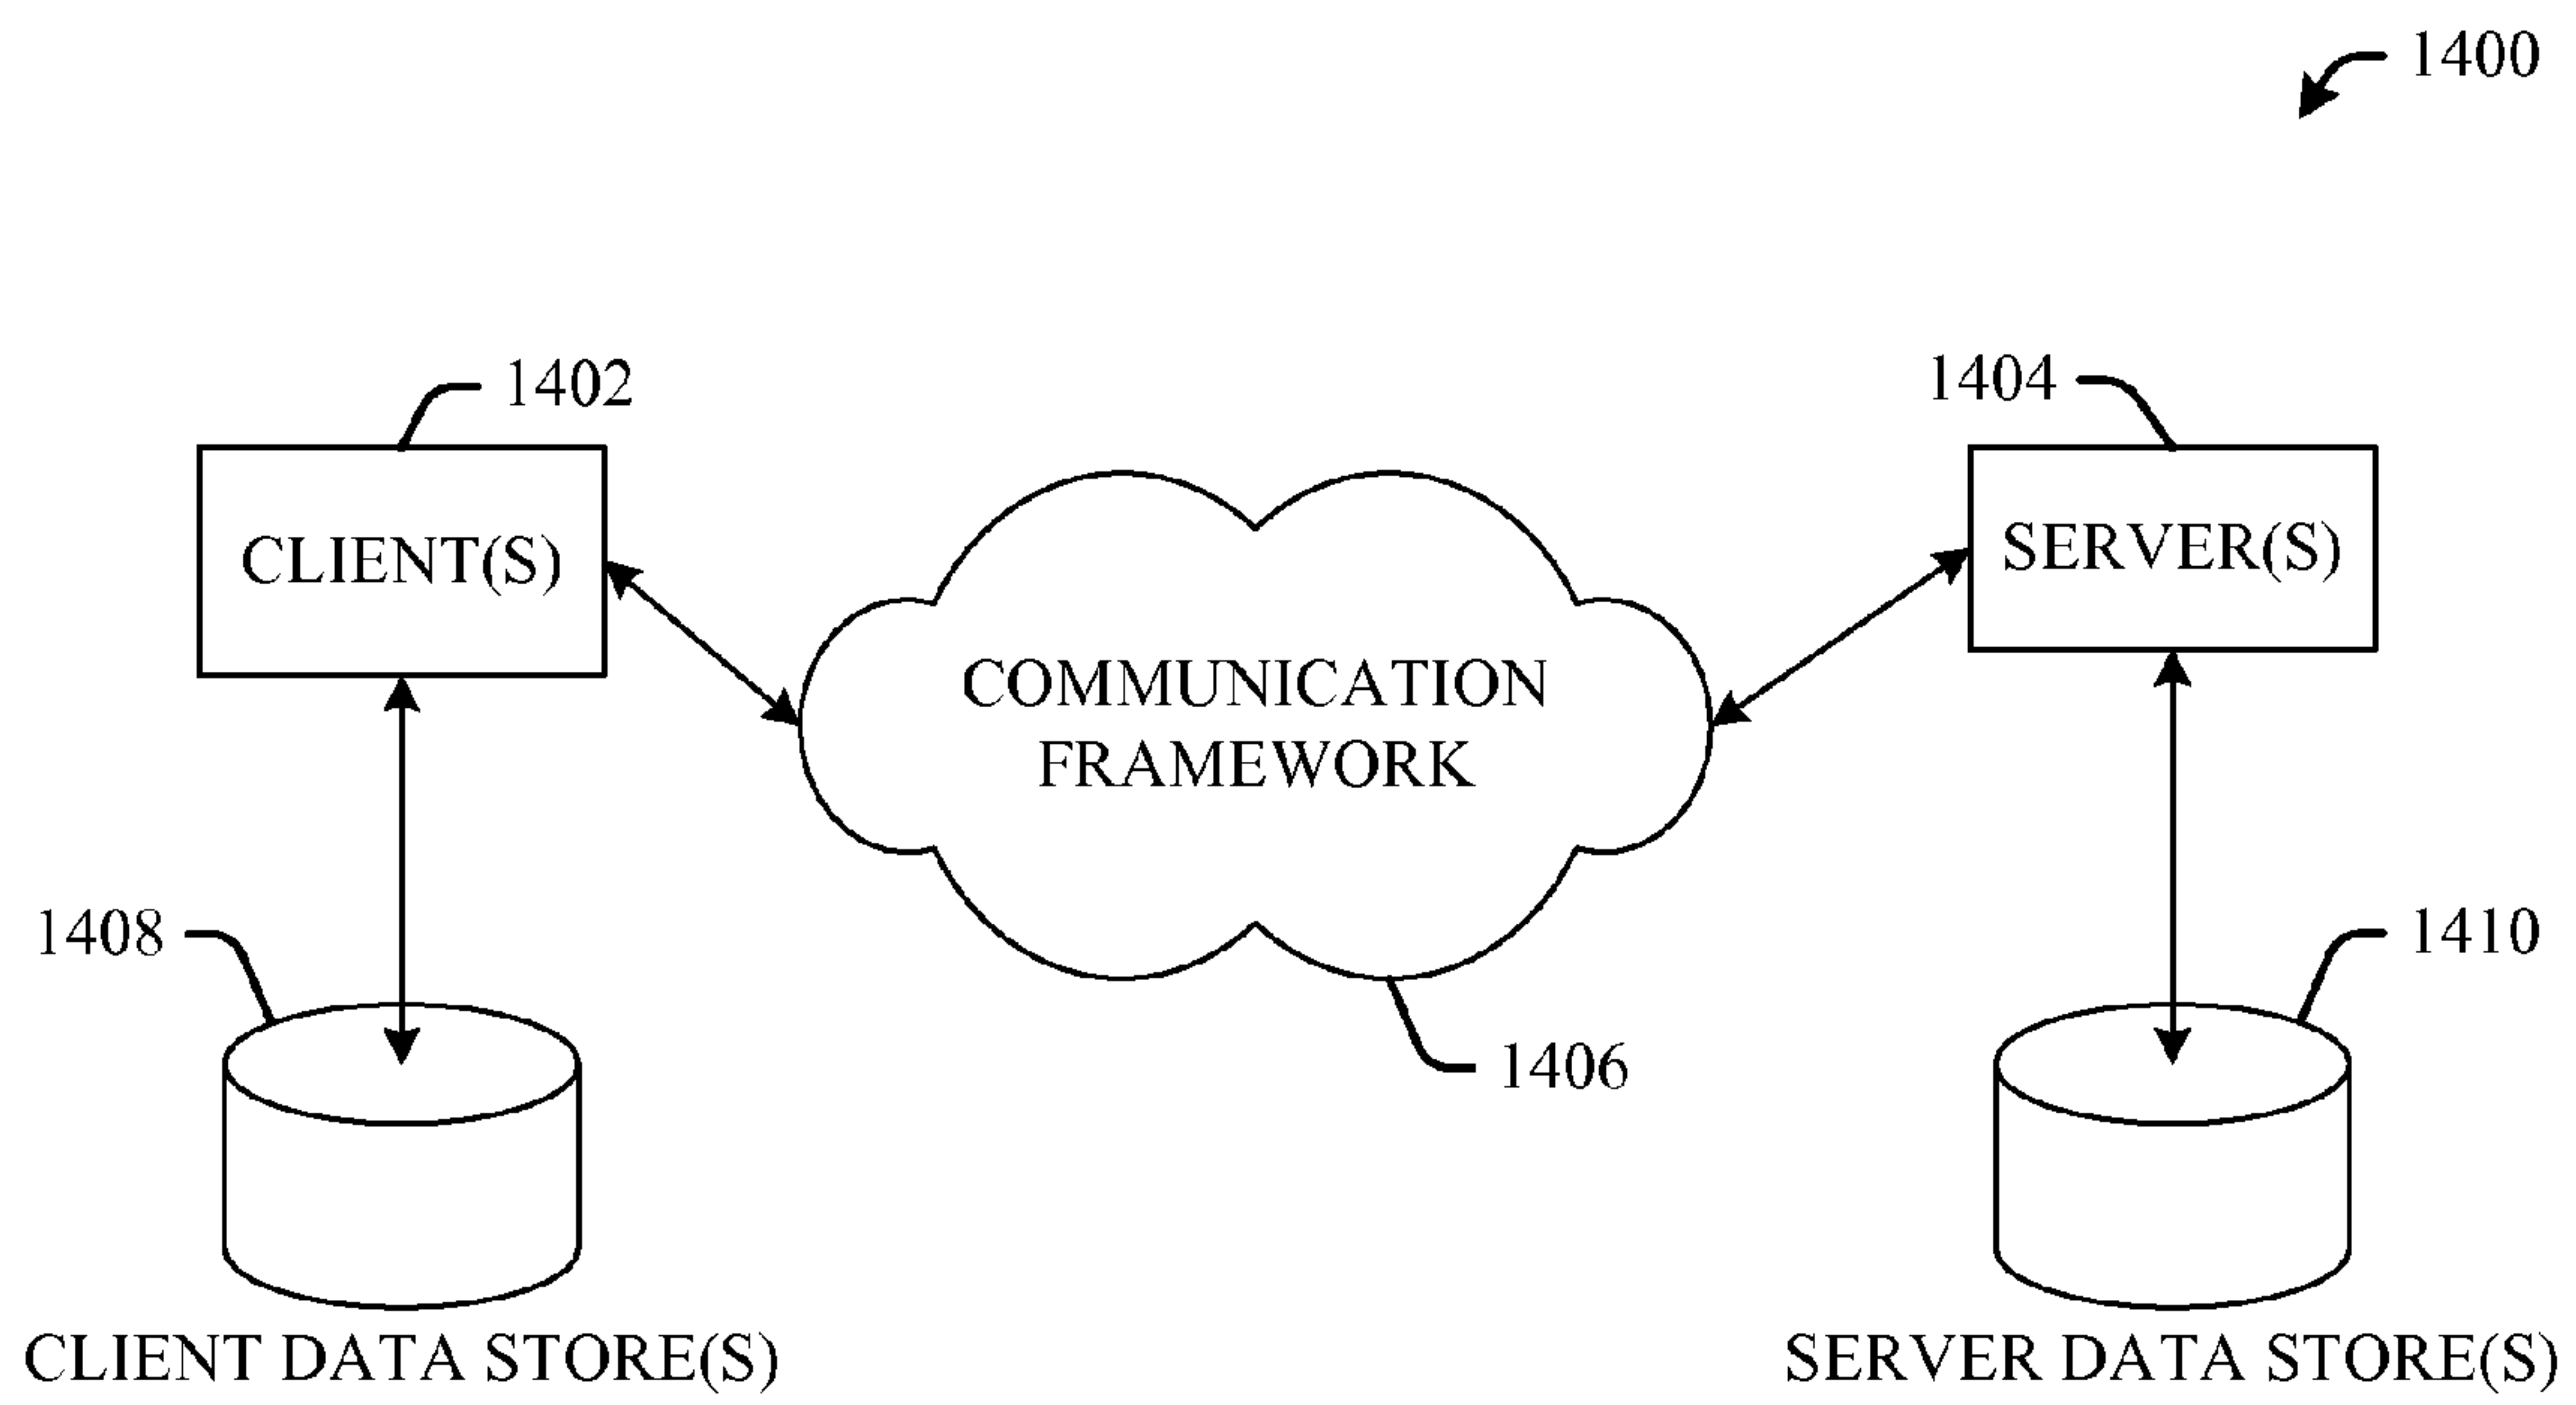 1400
1402
1404
CLIENT(S)
SERVER(S)
COMMUNICATION
FRAMEWORK
1408
1410
1406
CLIENT DATA STORE(S)
SERVER DATA STORE(S)